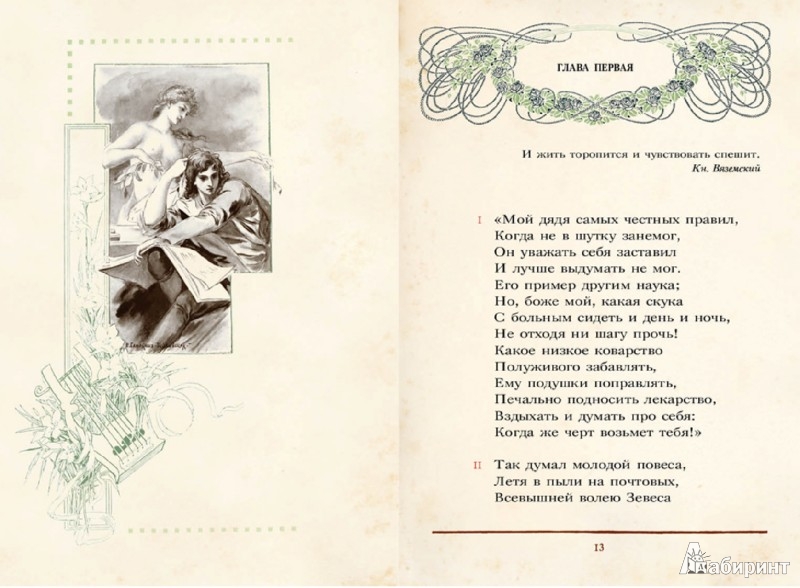 ГЛАВА ПЕРВАЯ
И жить торопится и чувствовать спешит.
Кн. Вяземский
I «Мой дядя самых честных правил,
Когда не в шутку занемог,
Он уважать себя заставил
И лучше выдумать не мог.
Его пример другим наука;
Но, боже мой, какая скука
С больным сидеть и день и ночь,
Не отходя ни шагу прочь!
Какое низкое коварство
Полуживого забавлять,
Ему подушки поправлять,
Печально подносить лекарство,
Вздыхать и думать про себя:
Когда же черт возьмет тебя!»
II Так думал молодой повеса,
Летя в пыли на почтовых,
Всевышней волею Зевеса
13
Лабиринт